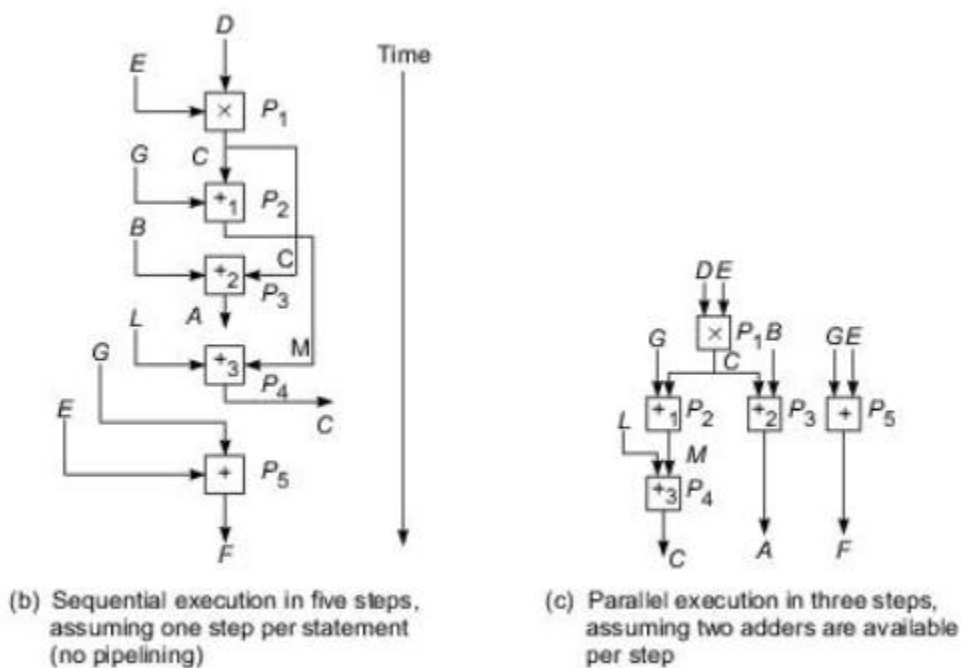 D
E
Time
× P1
C
G
+1 P2
B
C
+2
P3
A
L
M
+3
G
P4
E
C
+ P5
F
DE
G × P1 B GE
C
+1 P2 +2 P3 + P5
L
M
+3 P4
C A F
(b) Sequential execution in five steps,
assuming one step per statement
(no pipelining)
(c) Parallel execution in three steps,
assuming two adders are available
per step